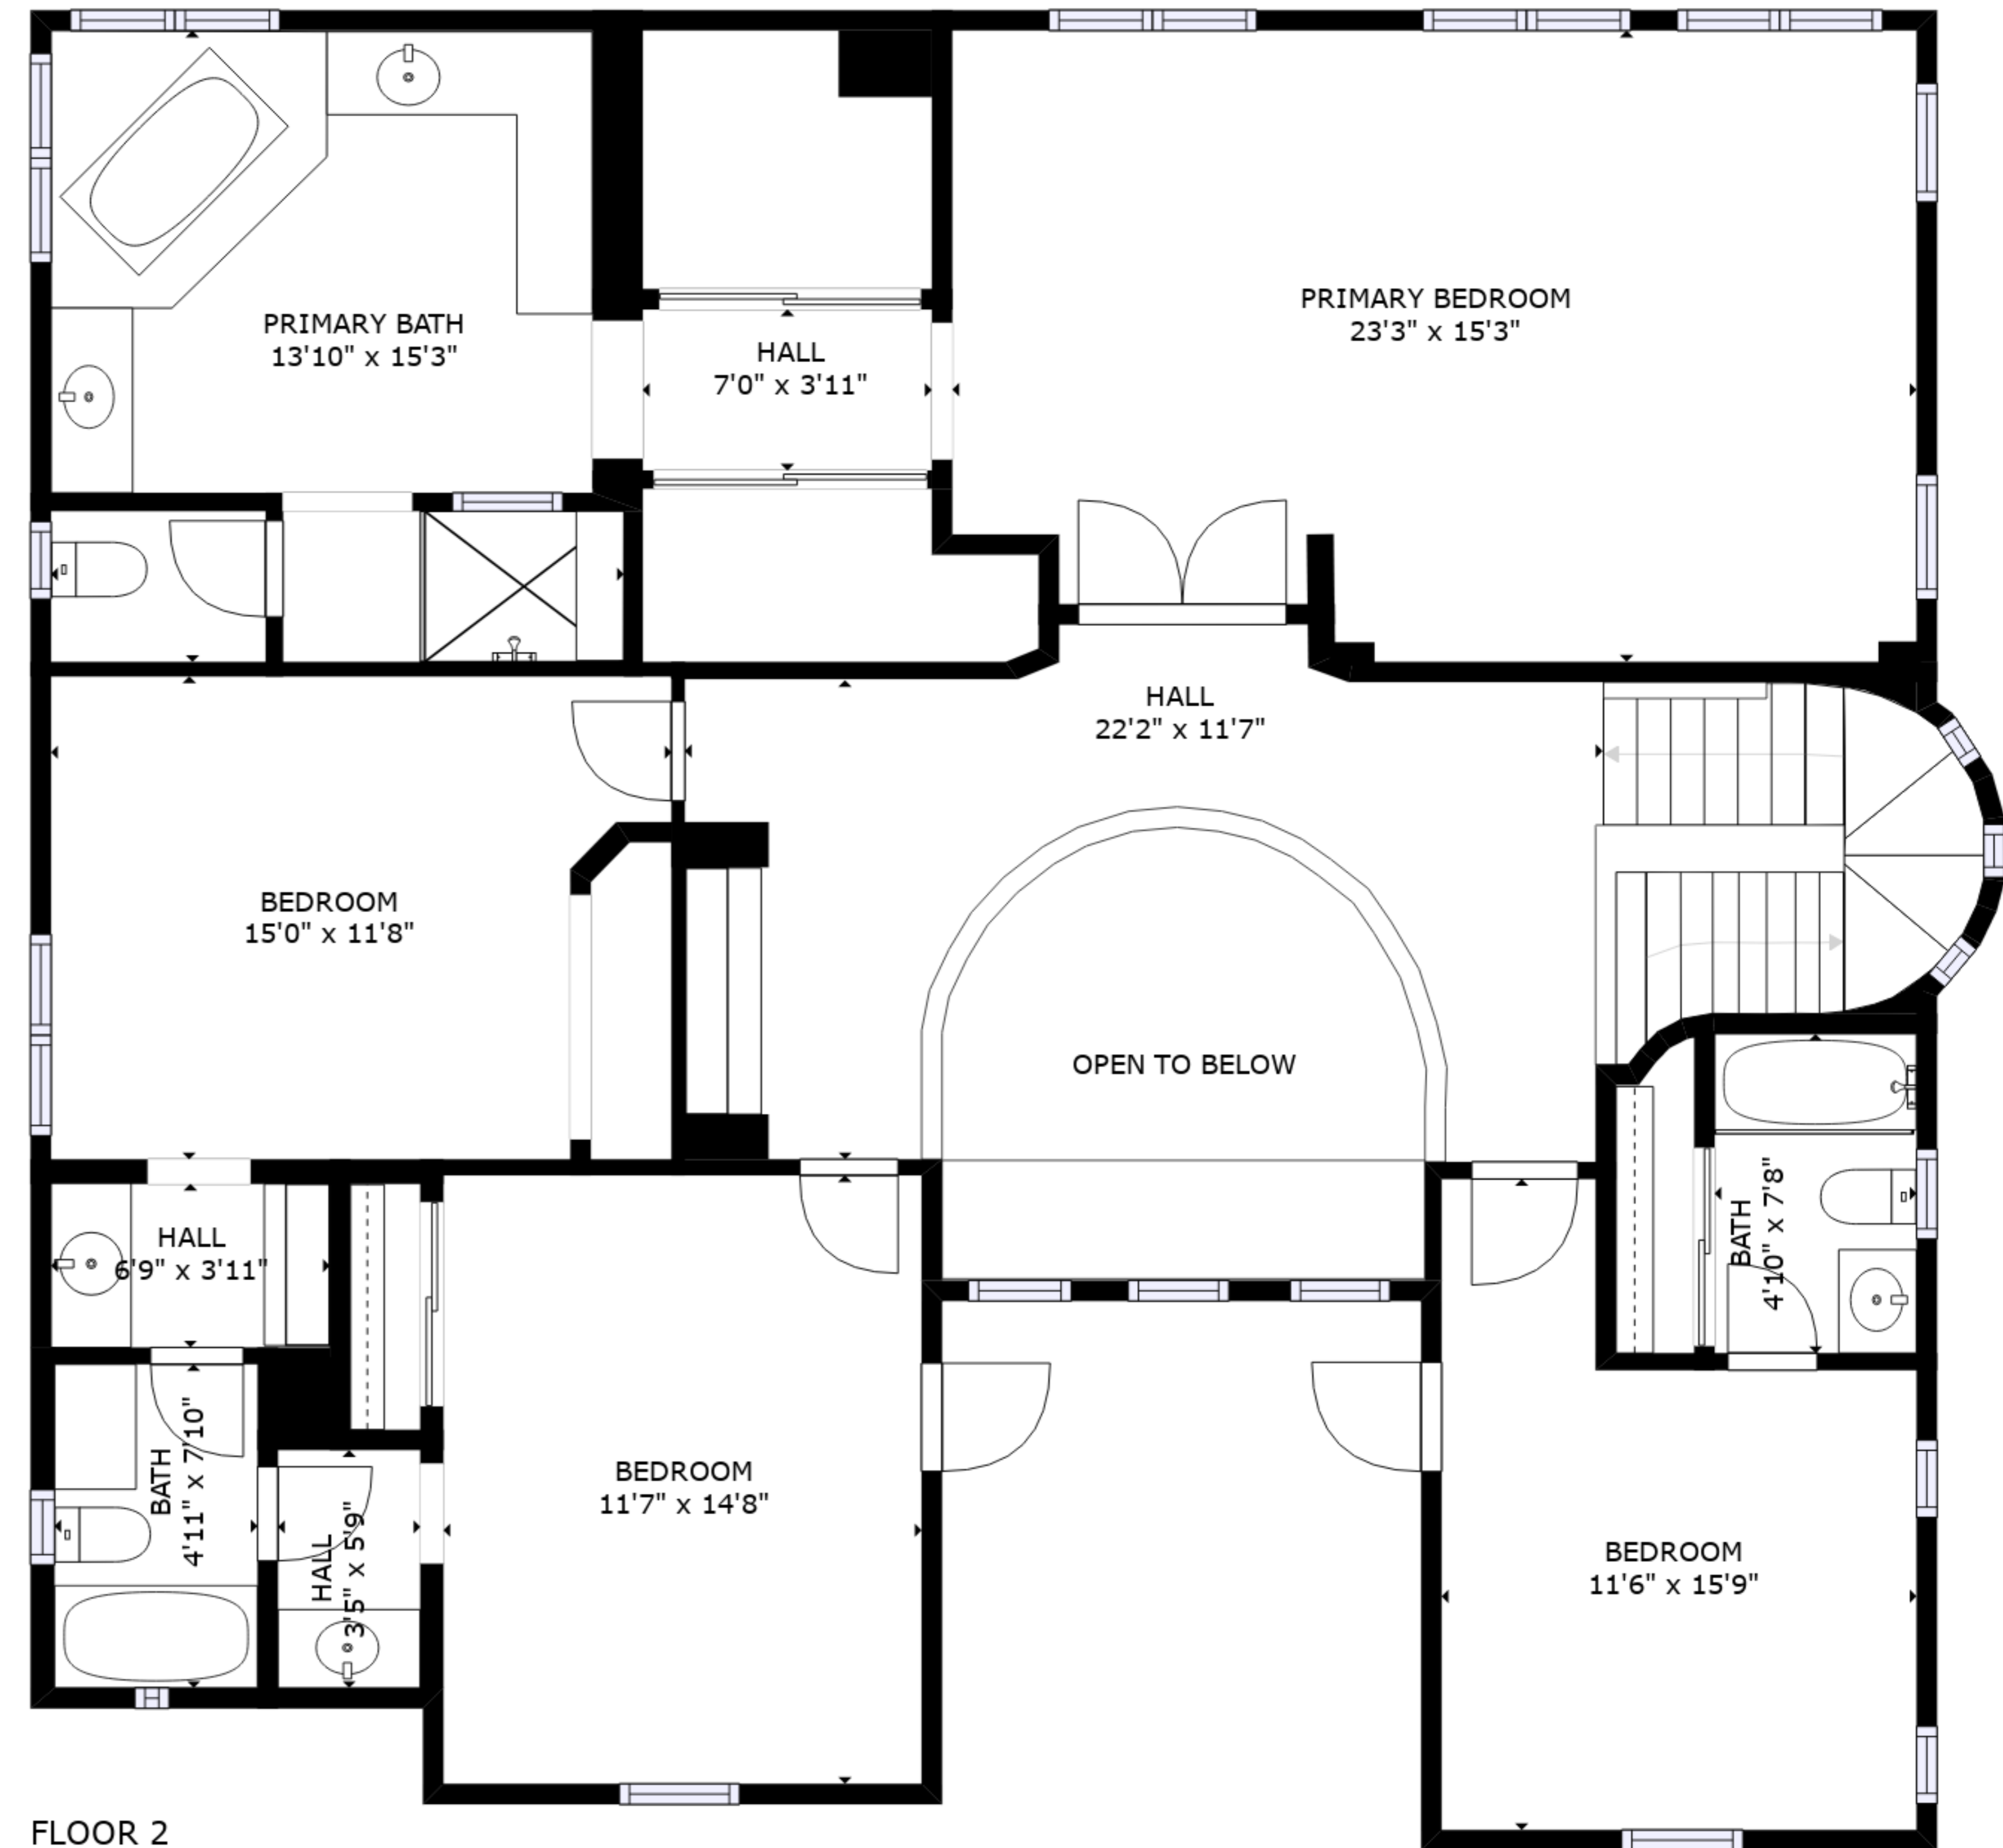 PRIMARY BATH
13'10" x 15'3"
HALL
7'0" x 3'11"
PRIMARY BEDROOM
23'3" x 15'3"
HALL
22'2" x 11'7"
BEDROOM
15'0" x 11'8"
OPEN TO BELOW
HALL
6'9" x 3'11"
BATH
4'10" x 7'8"
BATH
4'11" x 7'10"
HALL
3'5" x 5'9"
BEDROOM
11'7" x 14'8"
BEDROOM
11'6" x 15'9"
FLOOR 2